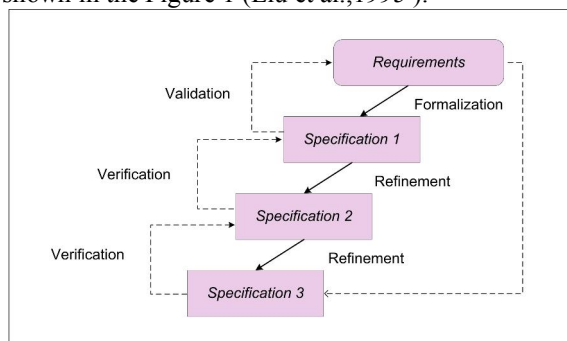 shown in the Figure 1 (Liu et al.,1995 ).
Requirements
Validation
Formalization
Specification 1
Verification
Refinement
Specification 2
Verification
Refinement
Specification 3